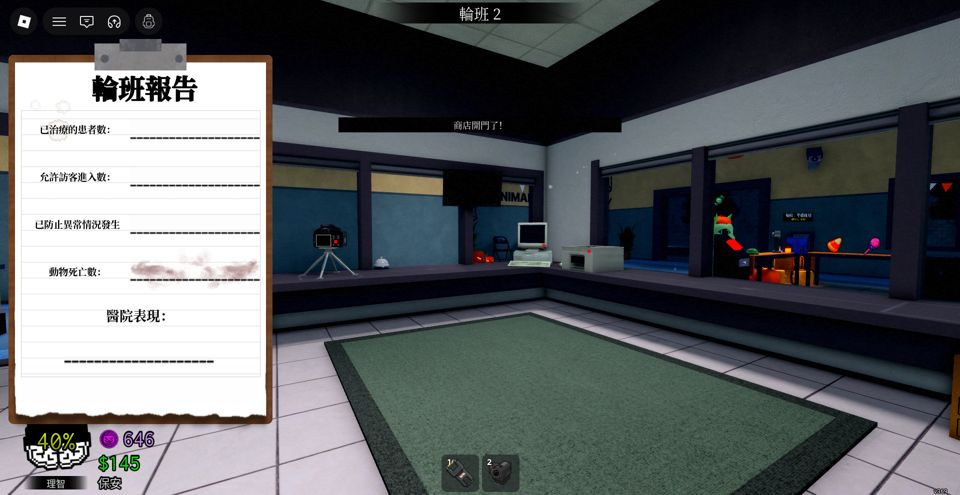 輪班 2
輪班報告
已治療的患者數:
允許訪客進入數:
已防止異常情況發生
動物死亡數:
醫院表現:
商店開門了!
NIMA
40%
理智
646
$145
保安
1
2